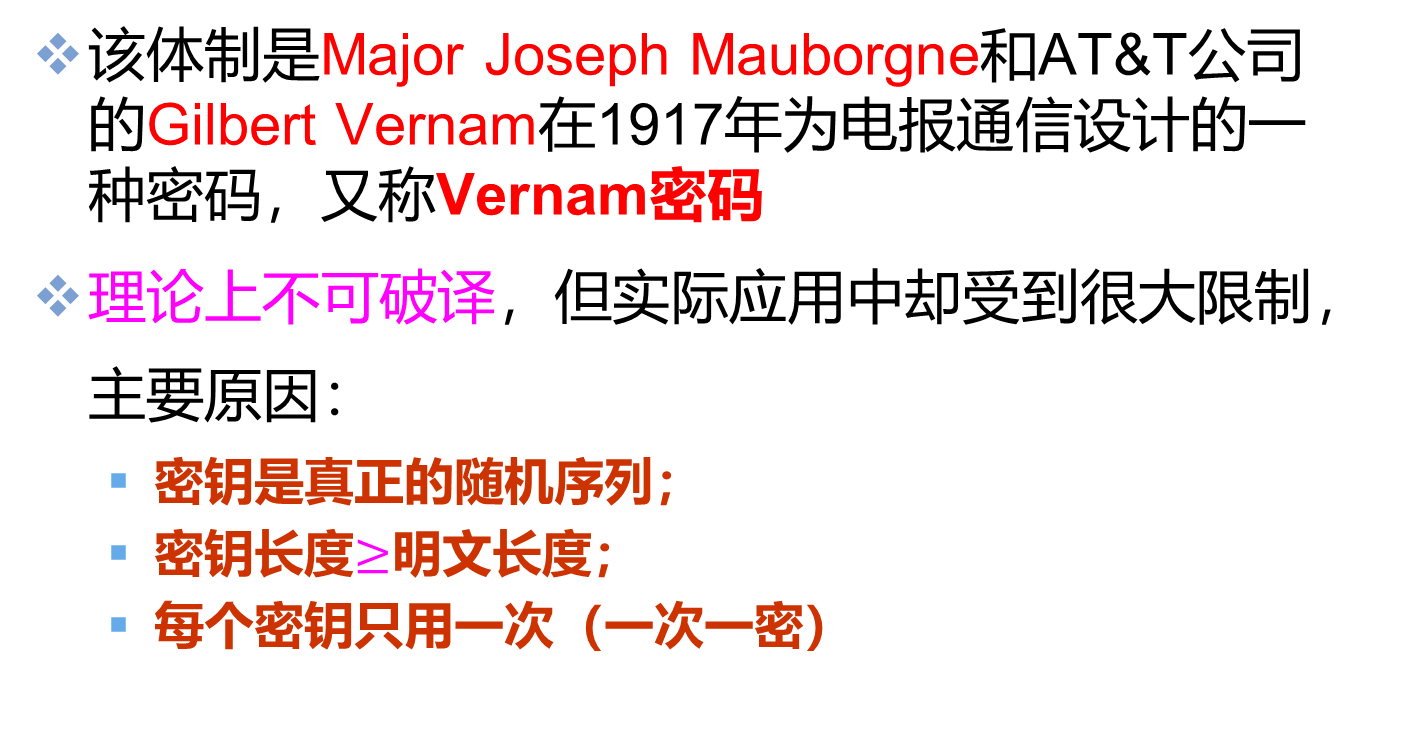 该体制是Major Joseph Mauborgne和AT&T公司
的Gilbert Vernam在1917年为电报通信设计的一
种密码，又称Vernam密码
理论上不可破译，但实际应用中却受到很大限制，
主要原因：
密钥是真正的随机序列；
密钥长度≥明文长度；
每个密钥只用一次（一次一密）